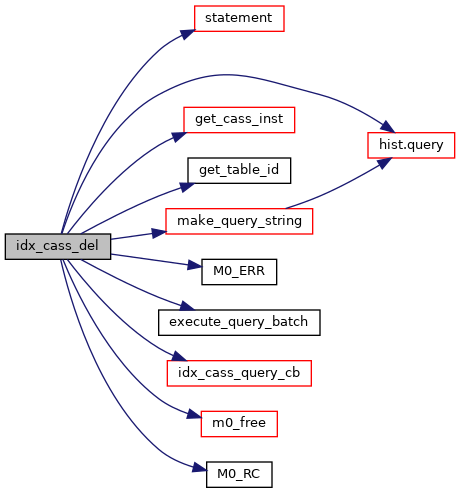 statement
get_cass_inst
hist.query
get_table_id
make_query_string
idx_cass_del
M0_ERR
execute_query_batch
idx_cass_query_cb
m0_free
M0_RC